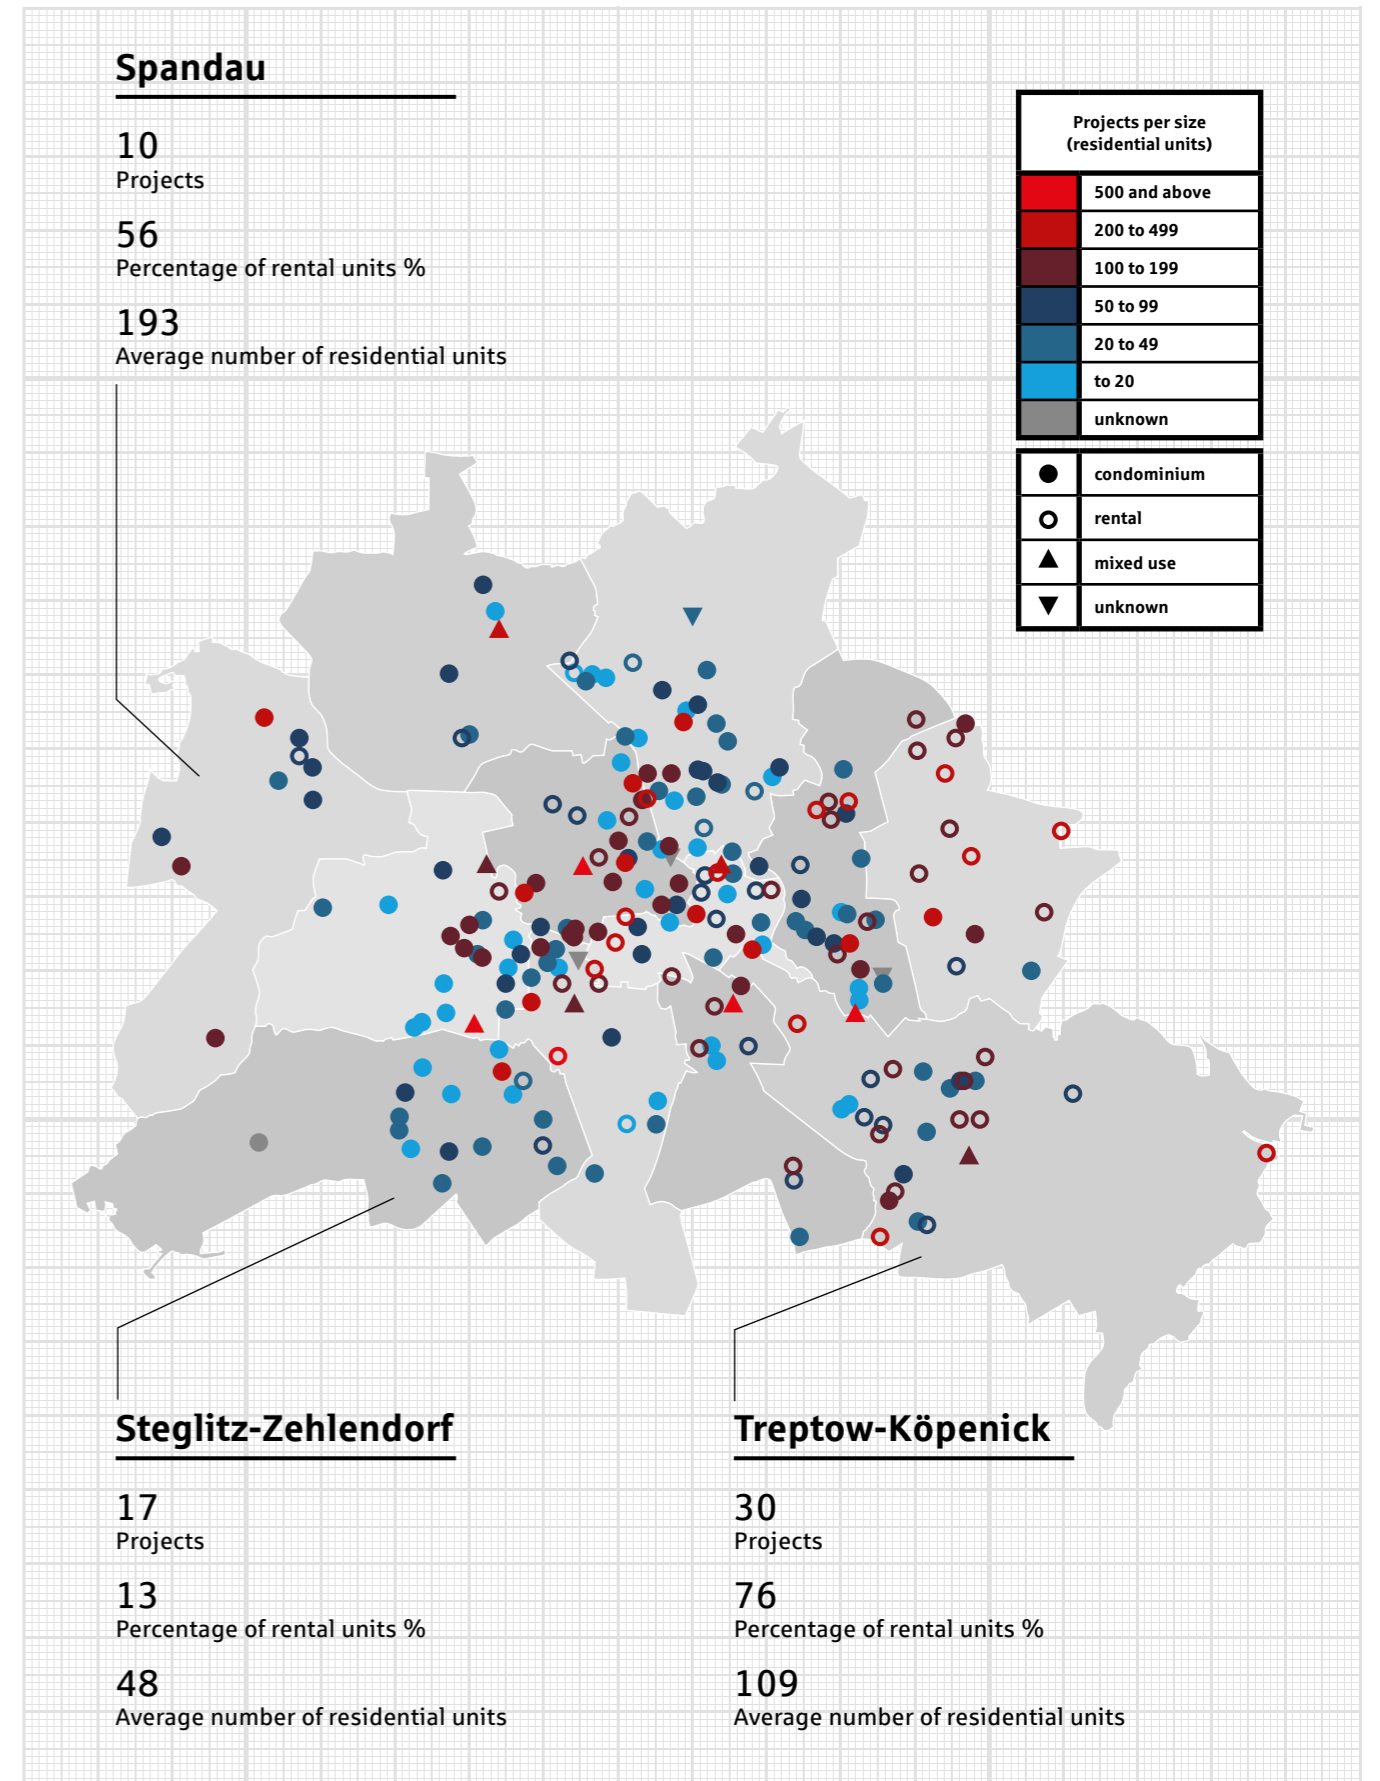 Spandau
10
Projects
56
Percentage of rental units %
193
Average number of residential units
Projects per size
(residential units)
500 and above
200 to 499
100 to 199
50 to 99
20 to 49
to 20
unknown
condominium
rental
mixed use
unknown
Steglitz-Zehlendorf
17
Projects
13
Percentage of rental units %
48
Average number of residential units
Treptow-Köpenick
30
Projects
76
Percentage of rental units %
109
Average number of residential units